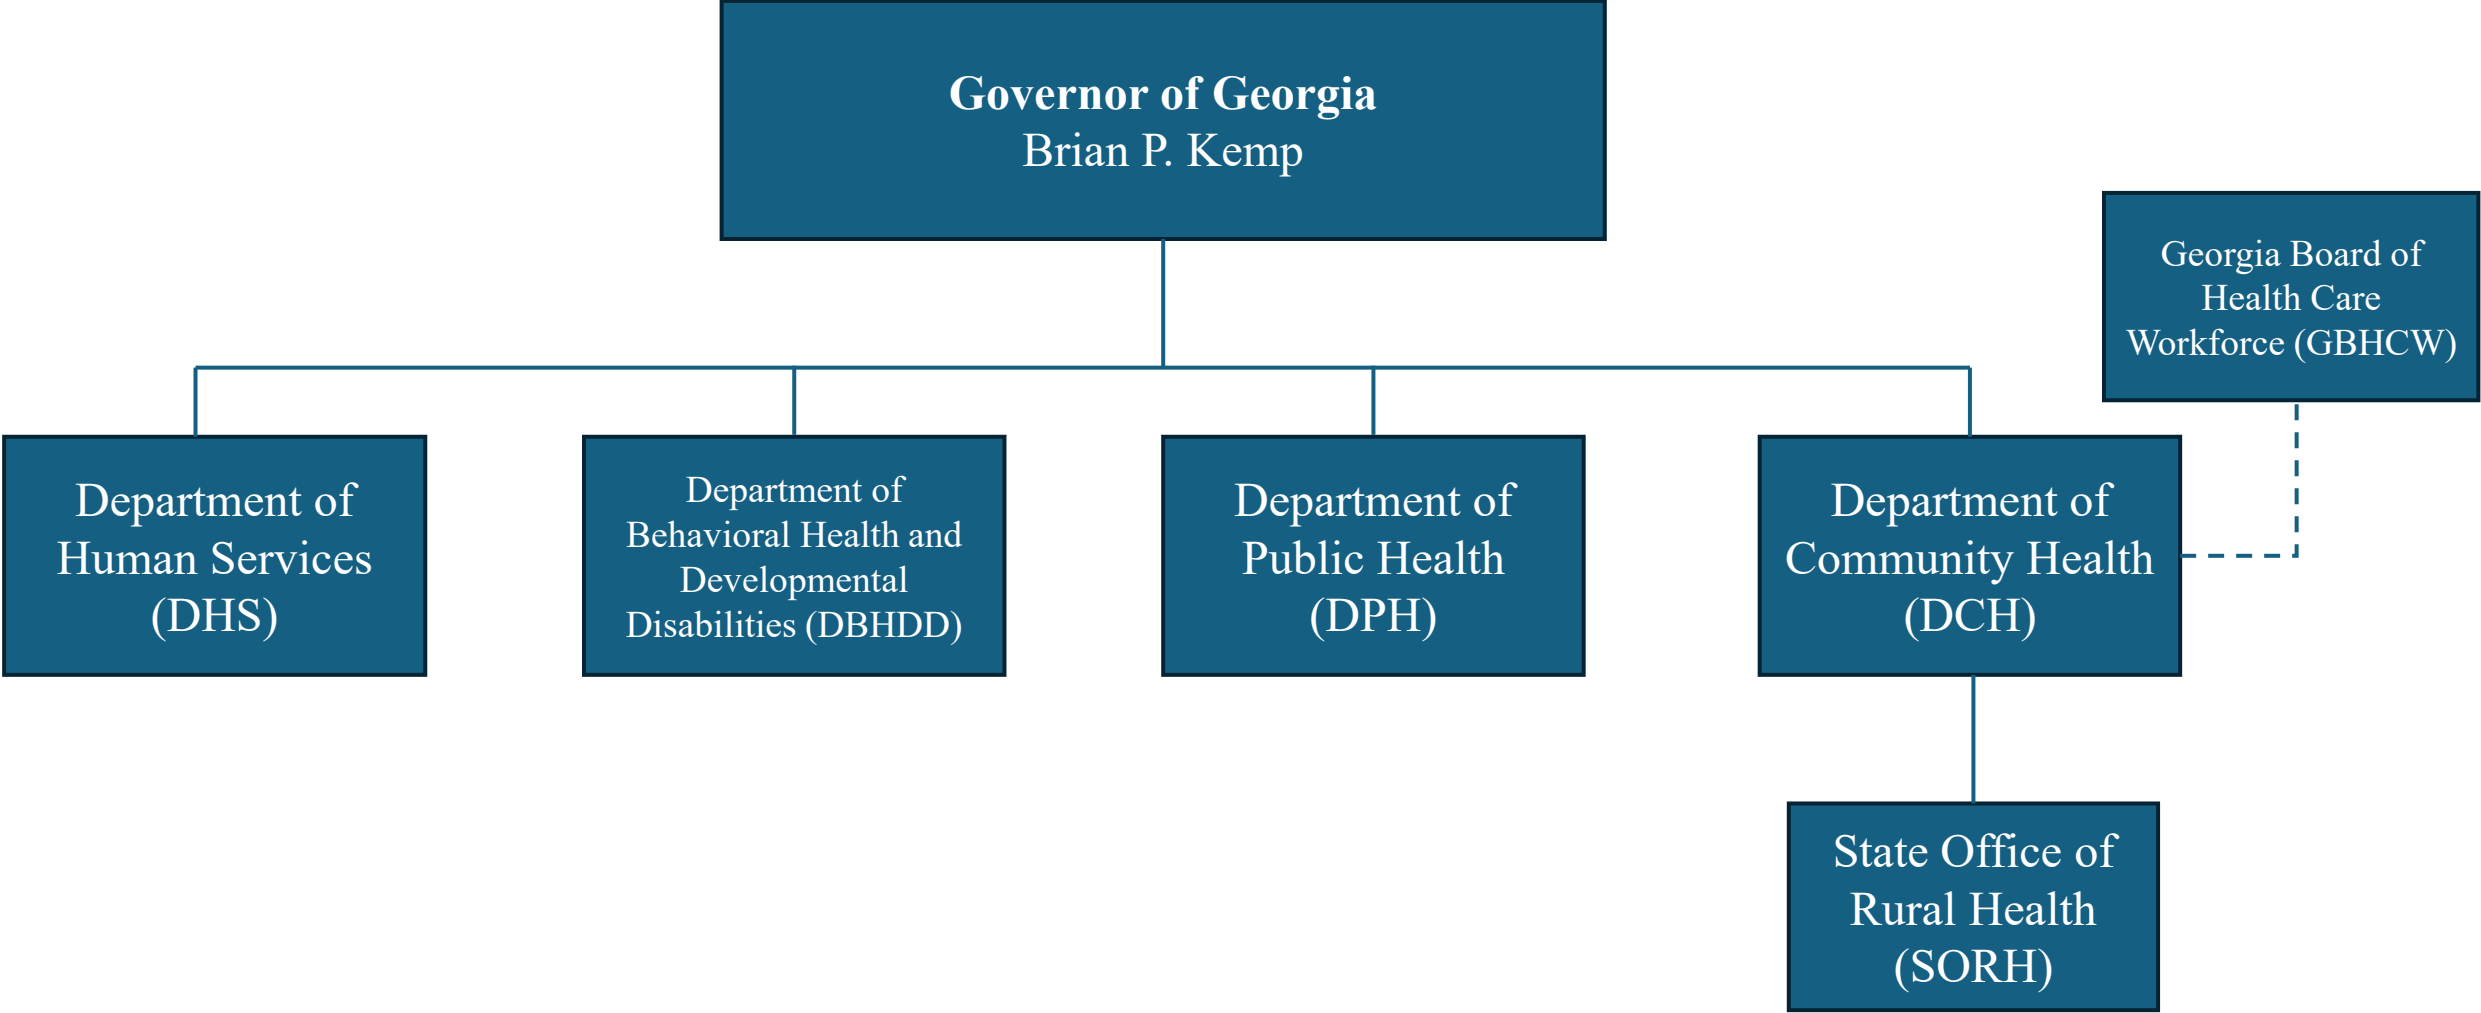 Governor of Georgia
Brian P. Kemp
Georgia Board of
Health Care
Workforce (GBHCW)
Department of
Human Services
(DHS)
Department of
Behavioral Health and
Developmental
Disabilities (DBHDD)
Department of
Public Health
(DPH)
Department of
Community Health
(DCH)
State Office of
Rural Health
(SORH)